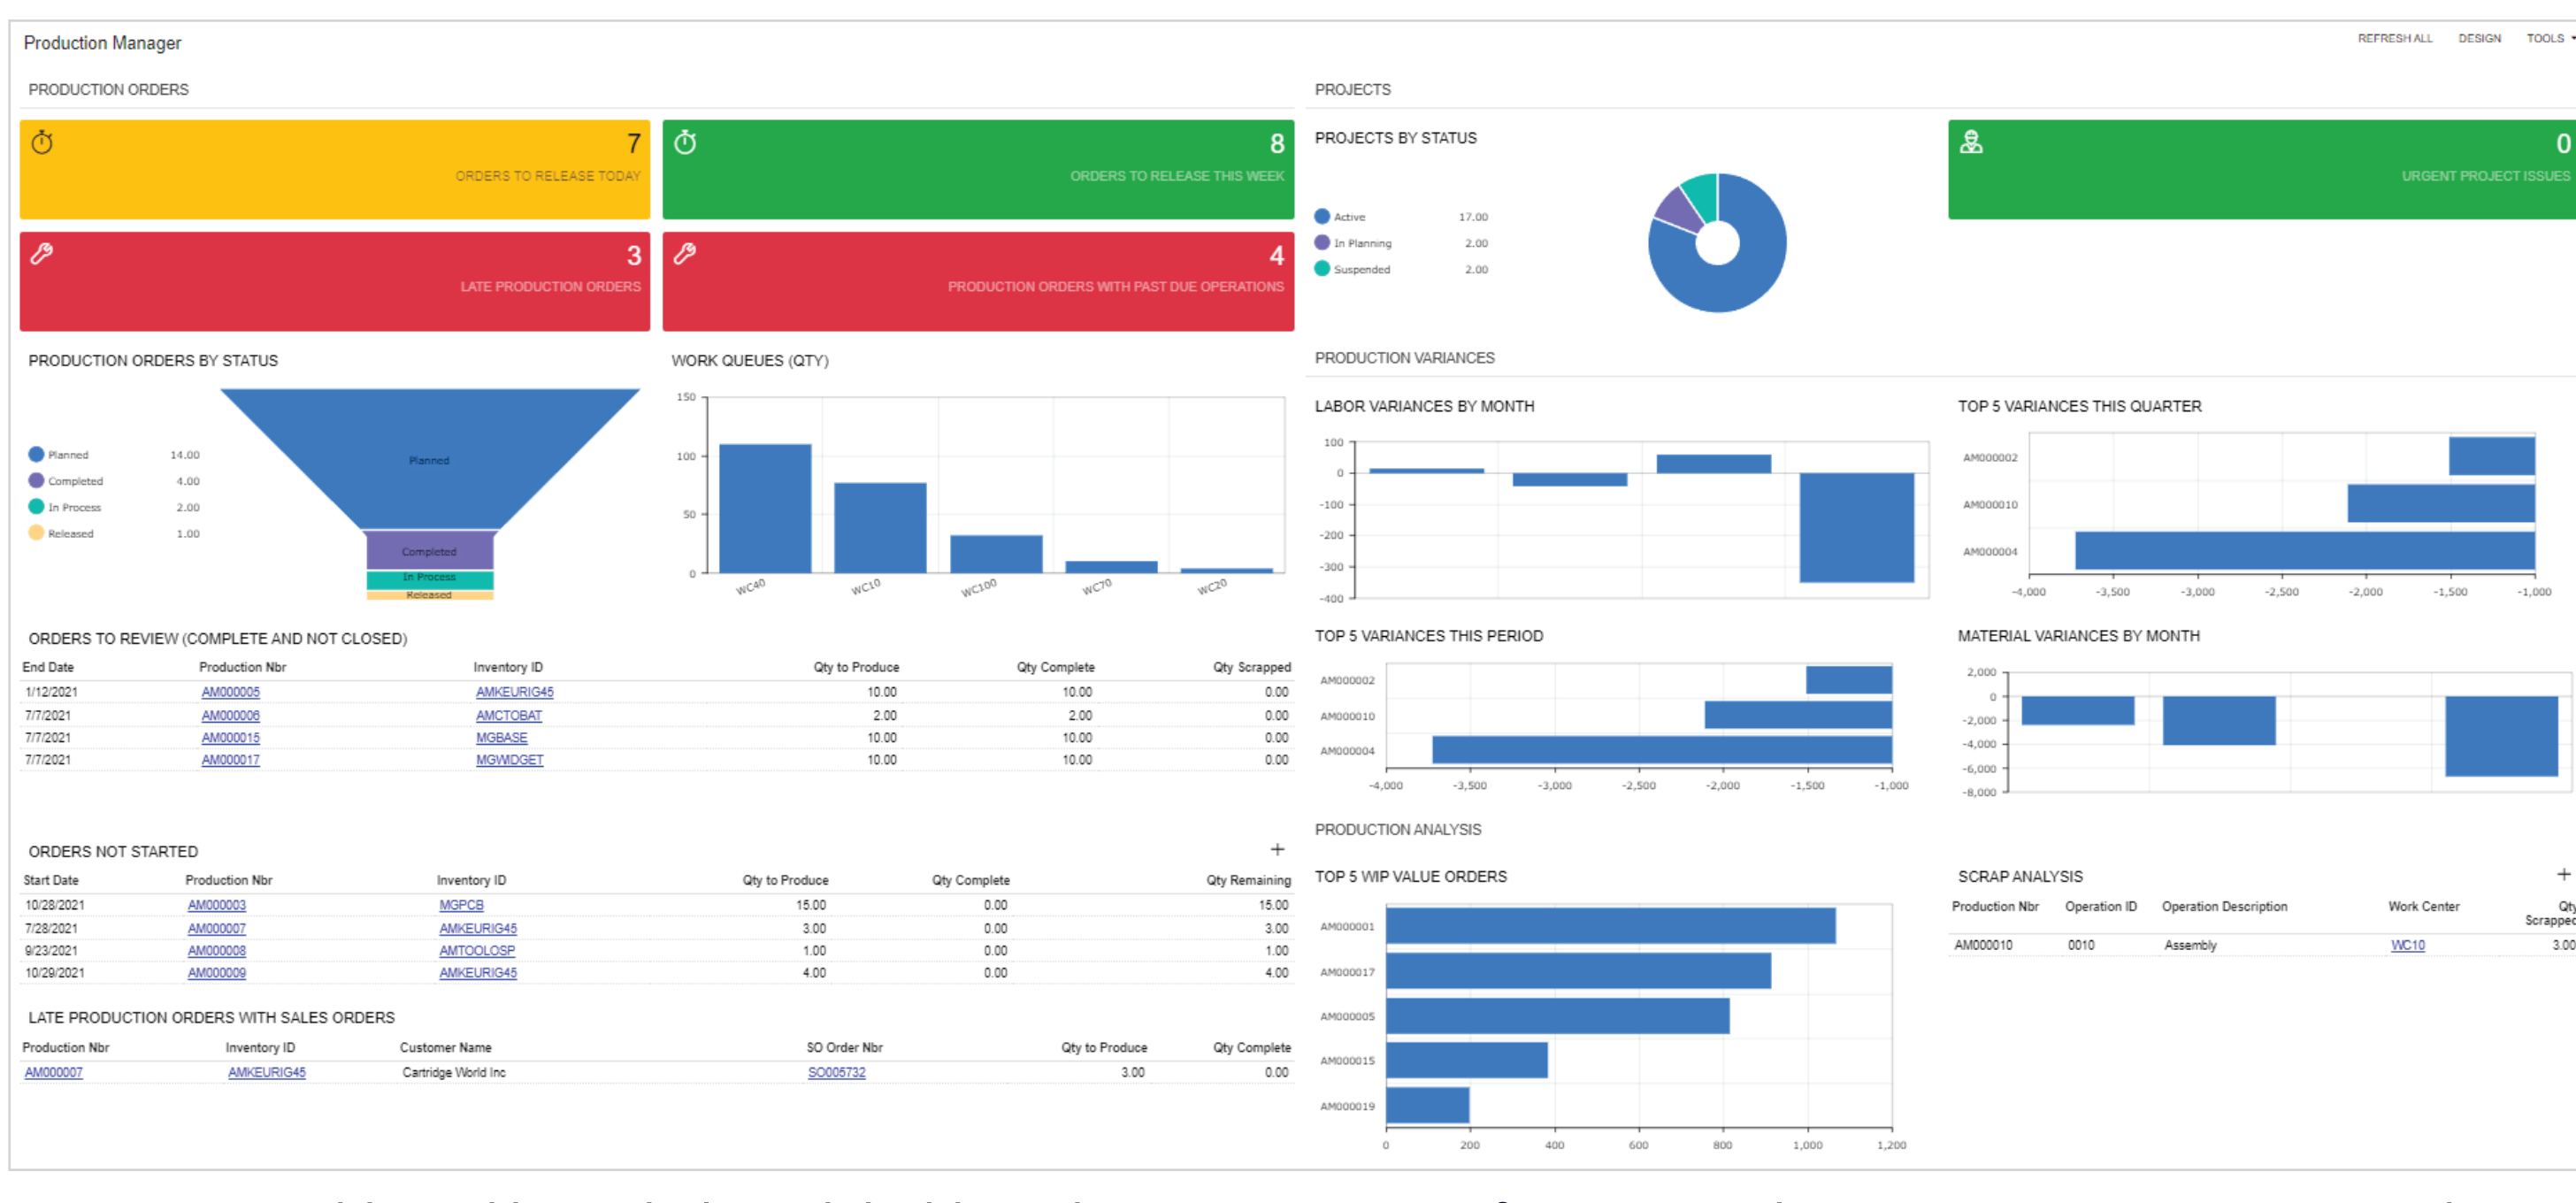 Production Manager
REFRESH ALL DESIGN TOOLS
PRODUCTION ORDERS
7
ORDERS TO RELEASE TODAY
8
ORDERS TO RELEASE THIS WEEK
3
LATE PRODUCTION ORDERS
4
PRODUCTION ORDERS WITH PAST DUE OPERATIONS
PRODUCTION ORDERS BY STATUS
Planned 14.00
Completed 4.00
In Process 2.00
Released 1.00
Planned
Completed
In Process
Released
WORK QUEUES (QTY)
150
100
50
0
WC40 WC10 WC100 WC70 WC20
ORDERS TO REVIEW (COMPLETE AND NOT CLOSED)
End Date Production Nbr Inventory ID Qty to Produce Qty Complete Qty Scrapped
1/12/2021 AM000005 AMKEURIG45 10.00 10.00 0.00
7/7/2021 AM000006 AMCTOBAT 2.00 2.00 0.00
7/7/2021 AM000015 MGBASE 10.00 10.00 0.00
7/7/2021 AM000017 MGWIDGET 10.00 10.00 0.00
ORDERS NOT STARTED +
Start Date Production Nbr Inventory ID Qty to Produce Qty Complete Qty Remaining
10/28/2021 AM000003 MGPCB 15.00 0.00 15.00
7/28/2021 AM000007 AMKEURIG45 3.00 0.00 3.00
9/23/2021 AM000008 AMTOOLOSP 1.00 0.00 1.00
10/29/2021 AM000009 AMKEURIG45 4.00 0.00 4.00
LATE PRODUCTION ORDERS WITH SALES ORDERS
Production Nbr Inventory ID Customer Name SO Order Nbr Qty to Produce Qty Complete
AM000007 AMKEURIG45 Cartridge World Inc SO005732 3.00 0.00
PROJECTS
PROJECTS BY STATUS
Active 17.00
In Planning 2.00
Suspended 2.00
0
URGENT PROJECT ISSUES
PRODUCTION VARIANCES
LABOR VARIANCES BY MONTH
100
0
-100
-200
-300
-400
TOP 5 VARIANCES THIS QUARTER
AM000002
AM000010
AM000004
-4,000 -3,500 -3,000 -2,500 -2,000 -1,500 -1,000
TOP 5 VARIANCES THIS PERIOD
AM000002
AM000010
AM000004
-4,000 -3,500 -3,000 -2,500 -2,000 -1,500 -1,000
MATERIAL VARIANCES BY MONTH
2,000
0
-2,000
-4,000
-6,000
-8,000
PRODUCTION ANALYSIS
TOP 5 WIP VALUE ORDERS
AM000001
AM000017
AM000005
AM000015
AM000019
0 200 400 600 800 1,000 1,200
SCRAP ANALYSIS +
Production Nbr Operation ID Operation Description Work Center Qty
Scrapped
AM000010 0010 Assembly WC10 3.00